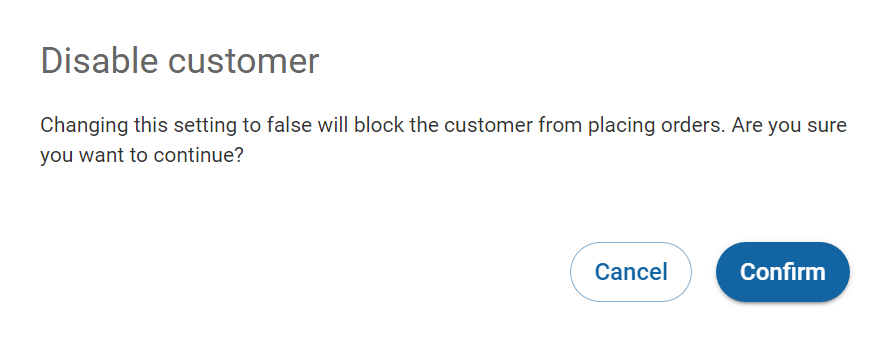 Disable customer
Changing this setting to false will block the customer from placing orders. Are you sure
you want to continue?
Cancel
Confirm